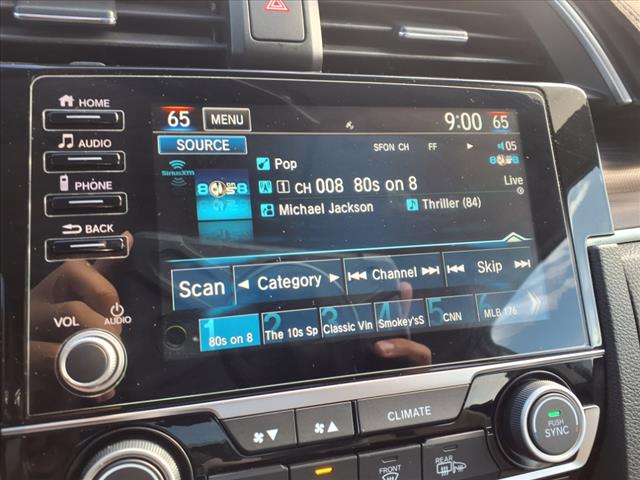 HOME
AUDIO
PHONE
BACK
VOL
AUDIO
65 MENU 9:00 65
SOURCE SFON CH FF 05
SiriusXM Pop
1 CH 008 80s on 8 Live
Michael Jackson Thriller (84)
Scan Category Channel Skip
1 2 3 4 5 6
80s on 8 The 10s Sp Classic Vin Smokey'sS CNN MLB 176
CLIMATE
PUSH
SYNC
FRONT
REAR